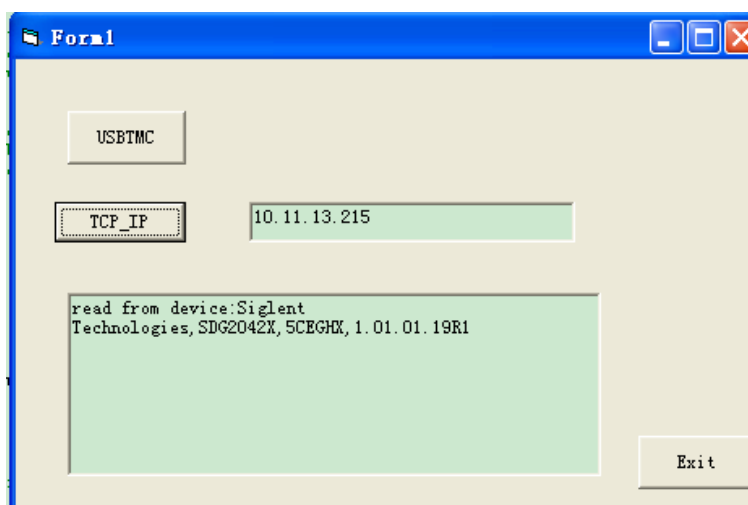 Form1
USBTMC
TCP_IP
10.11.13.215
read from device:Siglent
Technologies,SDG2042X,5CEGHX,1.01.01.19R1
Exit